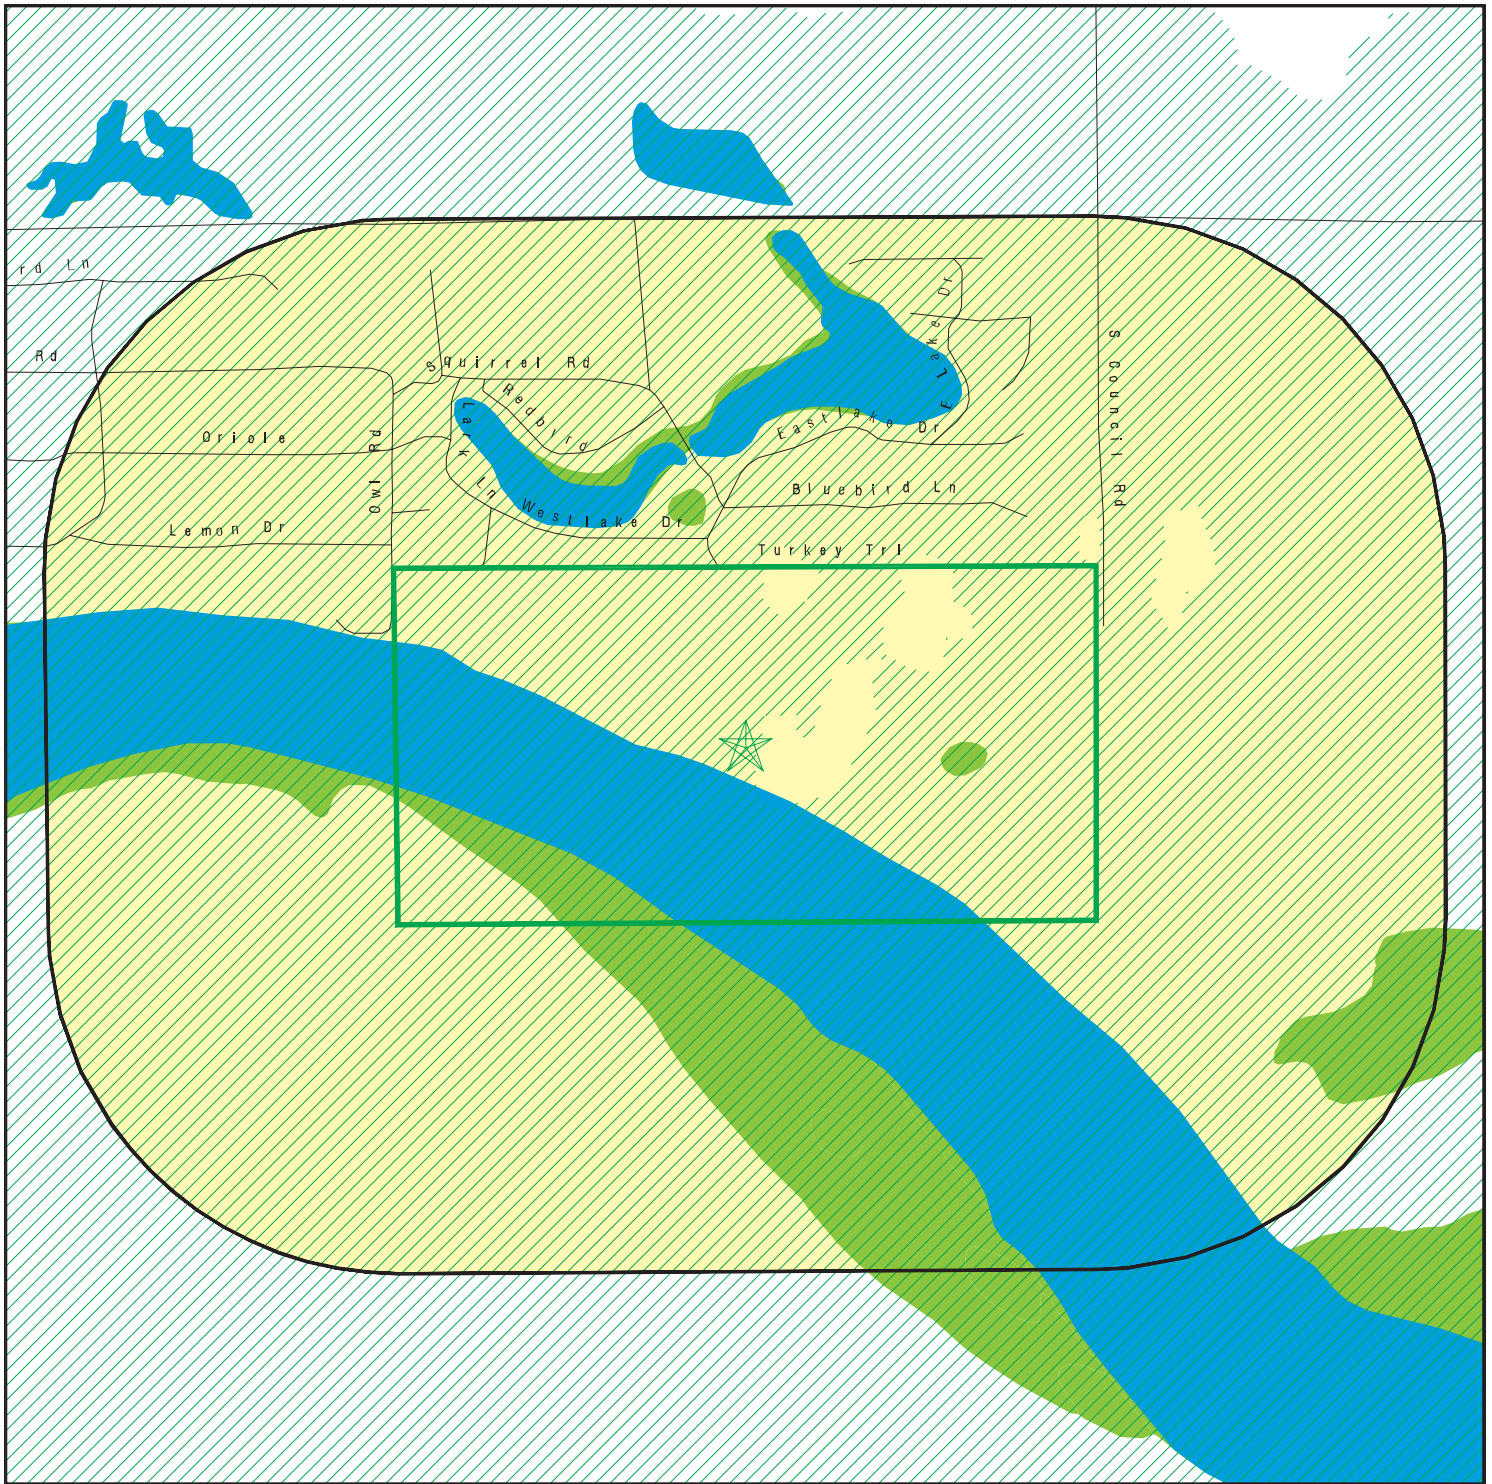 rd Ln
Rd
Squirrel Rd
Redbird
Lark Ln
Oriole
Owl Rd
Lemon Dr
Westlake Dr
E Lake Dr
Eastlake Dr
Bluebird Ln
Turkey Trl
S Council Rd